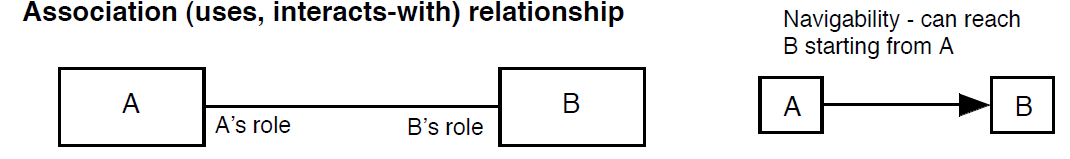 Association (uses, interacts-with) relationship
A
B
A's role
B's role
Navigability - can reach
B starting from A
A
B